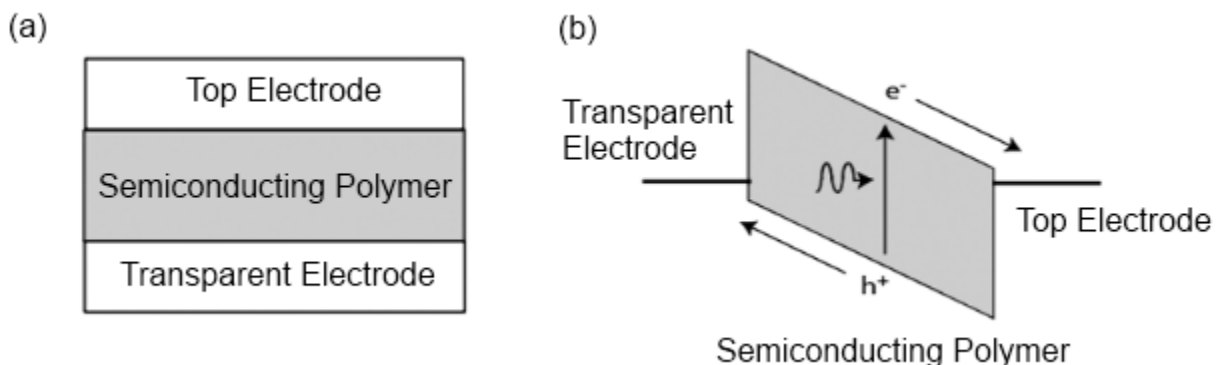 (a)
Top Electrode
Semiconducting Polymer
Transparent Electrode
(b)
Transparent
Electrode
e-
h+
Top Electrode
Semiconducting Polymer